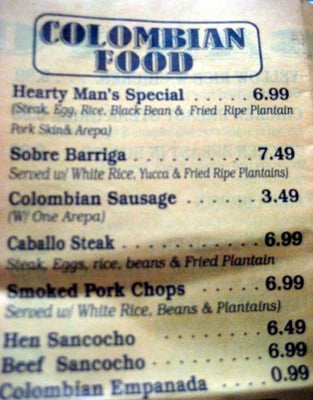 COLOMBIAN
FOOD
Hearty Man's Special . . . . . 6.99
(Steak, Egg, Rice, Black Bean & Fried Ripe Plantain
Pork Skin & Arepa)
Sobre Barriga . . . . . . . . . . . 7.49
Served w/ White Rice, Yucca & Fried Ripe Plantains)
Colombian Sausage . . . . . . 3.49
(W/ One Arepa)
Caballo Steak . . . . . . . . . . . . 6.99
Steak, Eggs, rice, beans & Fried Plantain
Smoked Pork Chops . . . . . . 6.99
Served w/ White Rice, Beans & Plantains)
Hen Sancocho . . . . . . . . . . . . 6.49
Beef Sancocho . . . . . . . . . . . 6.99
Colombian Empanada . . . . 0.99